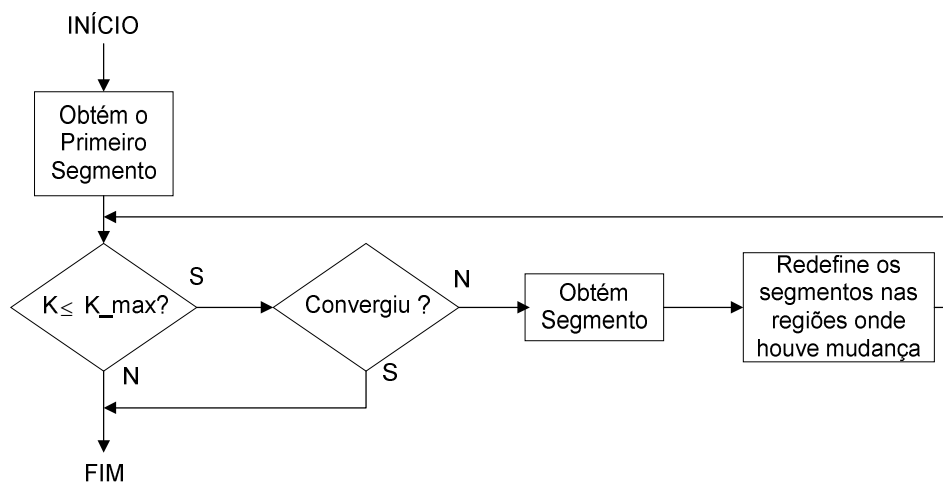 INÍCIO
Obtém o
Primeiro
Segmento
K≤ K_max?
S
N
Convergiu ?
N
S
Obtém
Segmento
Redefine os
segmentos nas
regiões onde
houve mudança
FIM